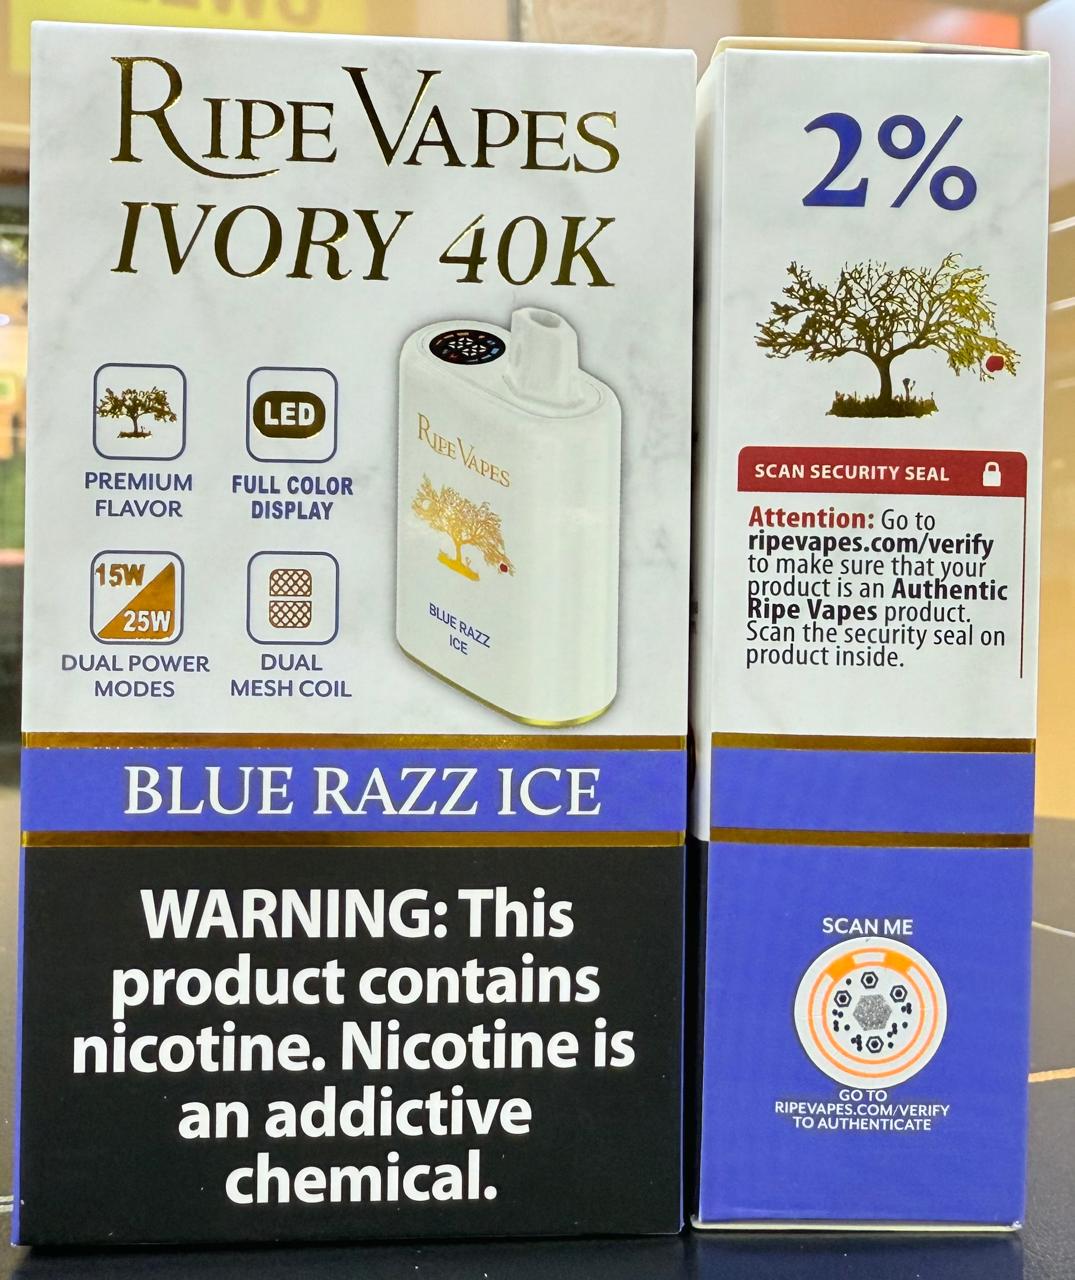 RIPE VAPES
IVORY 40K
PREMIUM
FLAVOR
LED
FULL COLOR
DISPLAY
15W
25W
DUAL POWER
MODES
DUAL
MESH COIL
RIPE VAPES
BLUE RAZZ
ICE
BLUE RAZZ ICE
WARNING: This
product contains
nicotine. Nicotine is
an addictive
chemical.
2%
SCAN SECURITY SEAL
Attention: Go to
ripevapes.com/verify
to make sure that your
product is an Authentic
Ripe Vapes product.
Scan the security seal on
product inside.
SCAN ME
GO TO
RIPEVAPES.COM/VERIFY
TO AUTHENTICATE